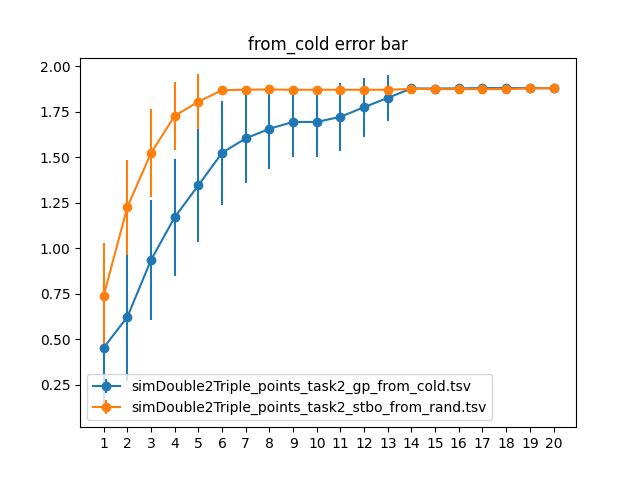 from_cold error bar
2.00
1.75
1.50
1.25
1.00
0.75
0.50
0.25
simDouble2Triple_points_task2_gp_from_cold.tsv
simDouble2Triple_points_task2_stbo_from_rand.tsv
1 2 3 4 5 6 7 8 9 10 11 12 13 14 15 16 17 18 19 20